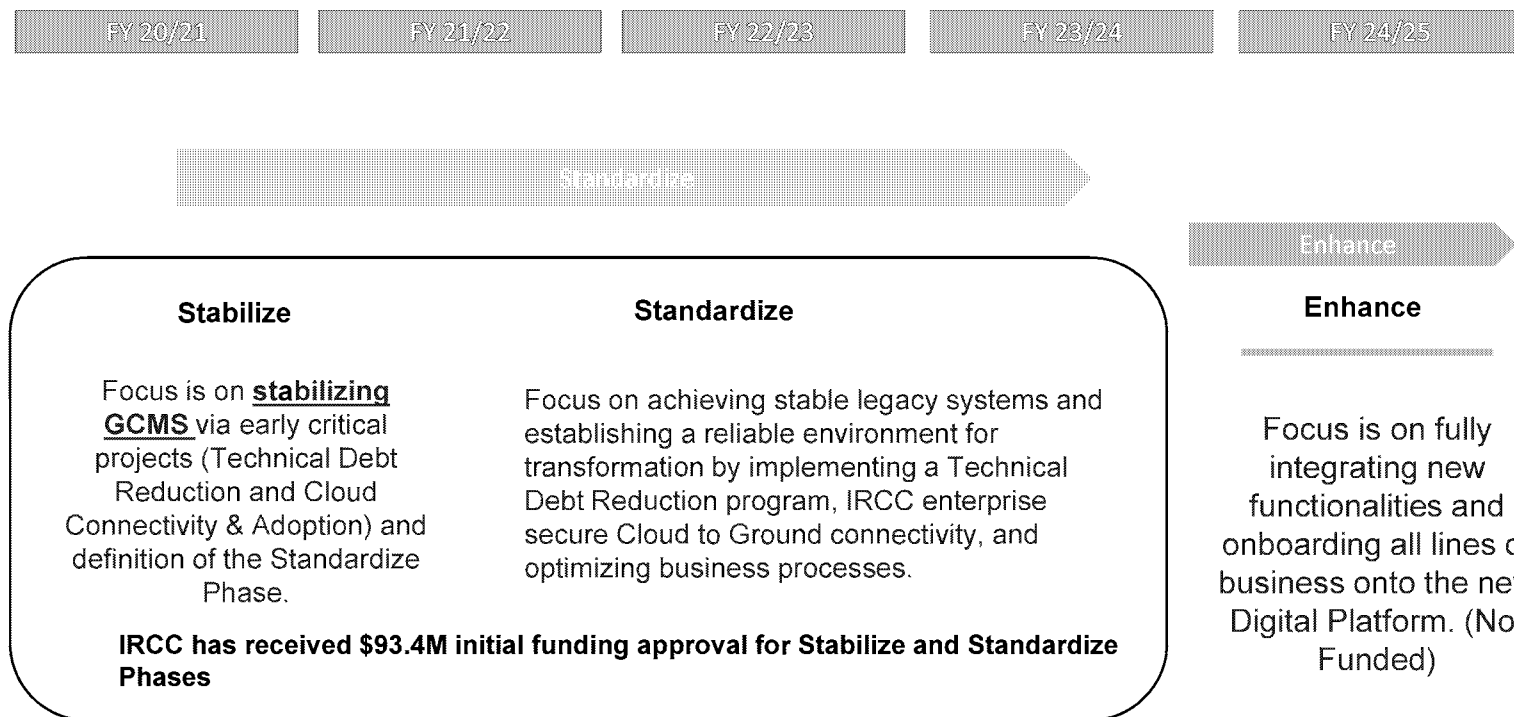 FY 20/21
FY 21/22
FY 22/23
FY 23/24
FY 24/25
Standardize
Enhance
Stabilize
Focus is on stabilizing
GCMS via early critical
projects (Technical Debt
Reduction and Cloud
Connectivity & Adoption) and
definition of the Standardize
Phase.
Standardize
Focus on achieving stable legacy systems and
establishing a reliable environment for
transformation by implementing a Technical
Debt Reduction program, IRCC enterprise
secure Cloud to Ground connectivity, and
optimizing business processes.
IRCC has received $93.4M initial funding approval for Stabilize and Standardize
Phases
Enhance
Focus is on fully
integrating new
functionalities and
onboarding all lines
business onto the
Digital Platform.
Funded)